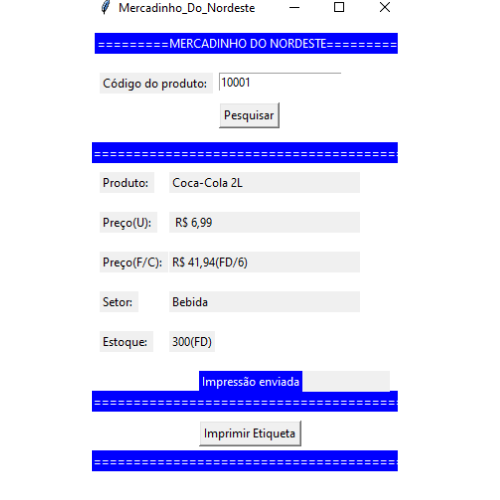 Mercadinho_Do_Nordeste
=========MERCADINHO DO NORDESTE=========
Código do produto: 10001
Pesquisar
======================================
Produto: Coca-Cola 2L
Preço(U): R$ 6,99
Preço(F/C): R$ 41,94(FD/6)
Setor: Bebida
Estoque: 300(FD)
Impressão enviada
======================================
Imprimir Etiqueta
======================================